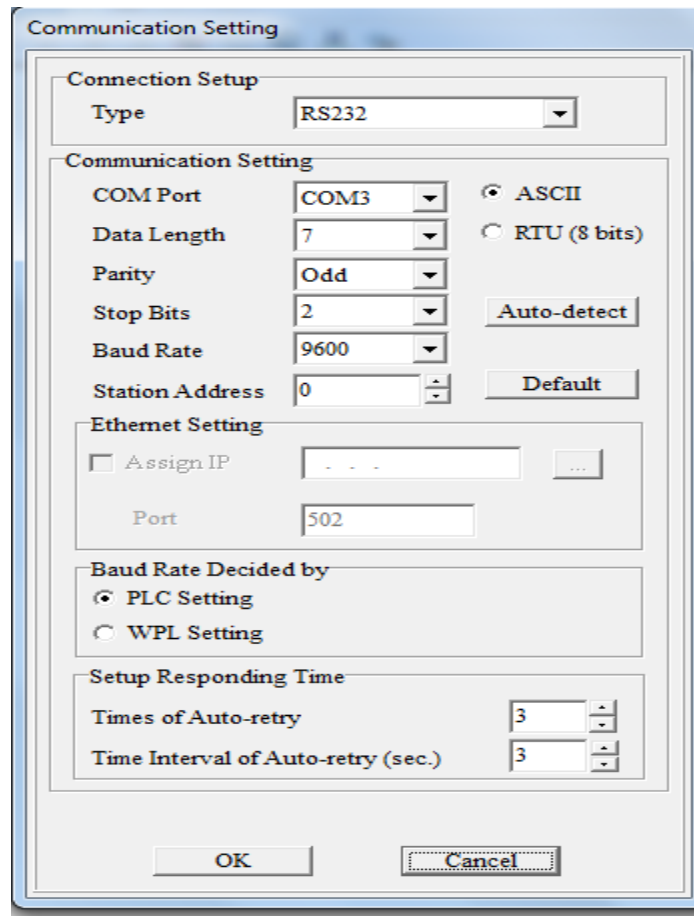 Communication Setting
Connection Setup
Type RS232
Communication Setting
COM Port COM3 ASCII
Data Length 7 RTU (8 bits)
Parity Odd
Stop Bits 2 Auto-detect
Baud Rate 9600
Station Address 0 Default
Ethernet Setting
Assign IP . . . ...
Port 502
Baud Rate Decided by
PLC Setting
WPL Setting
Setup Responding Time
Times of Auto-retry 3
Time Interval of Auto-retry (sec.) 3
OK Cancel